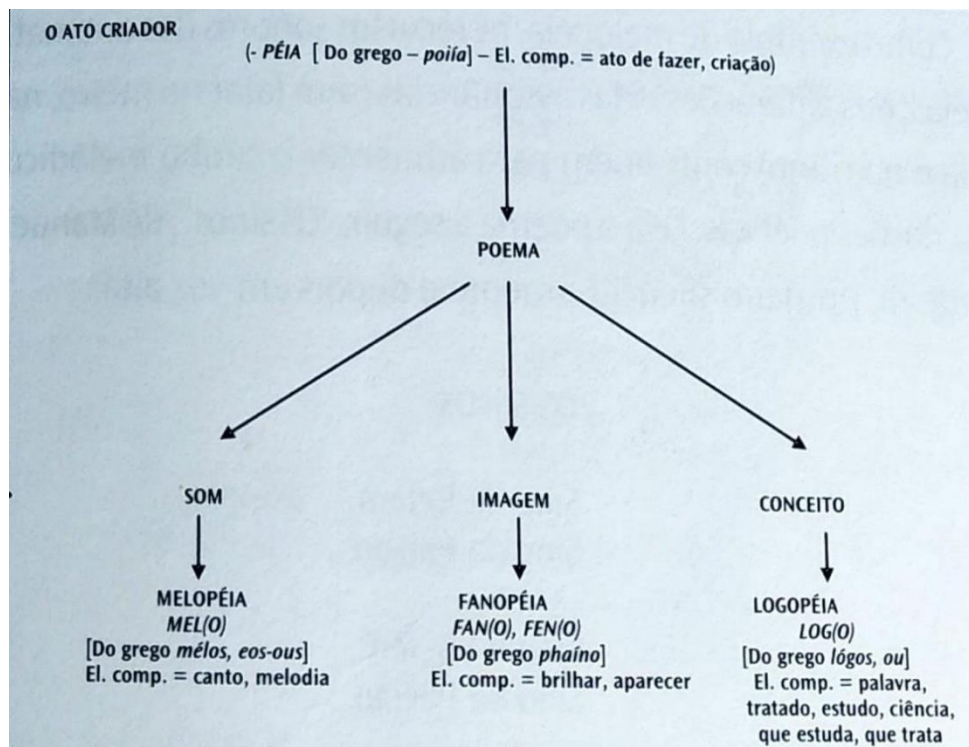 O ATO CRIADOR
(- PÉIA [ Do grego – poiía] – El. comp. = ato de fazer, criação)
POEMA
SOM
IMAGEM
CONCEITO
MELOPÉIA
MEL(O)
[Do grego mélos, eos-ous]
El. comp. = canto, melodia
FANOPÉIA
FAN(O), FEN(O)
[Do grego phaíno]
El. comp. = brilhar, aparecer
LOGOPÉIA
LOG(O)
[Do grego lógos, ou]
El. comp. = palavra,
tratado, estudo, ciência,
que estuda, que trata